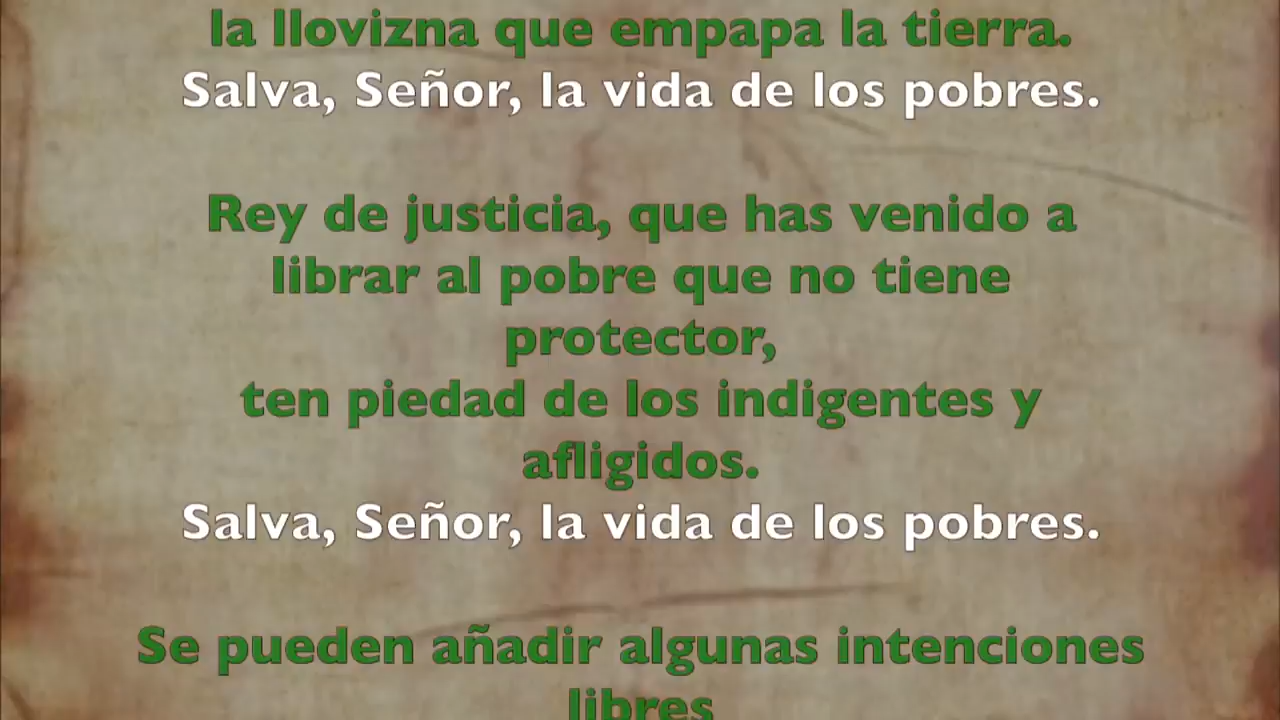 la llovizna que empapa la tierra.
Salva, Señor, la vida de los pobres.
Rey de justicia, que has venido a
librar al pobre que no tiene
protector,
ten piedad de los indigentes y
afligidos.
Salva, Señor, la vida de los pobres.
Se pueden añadir algunas intenciones
libres